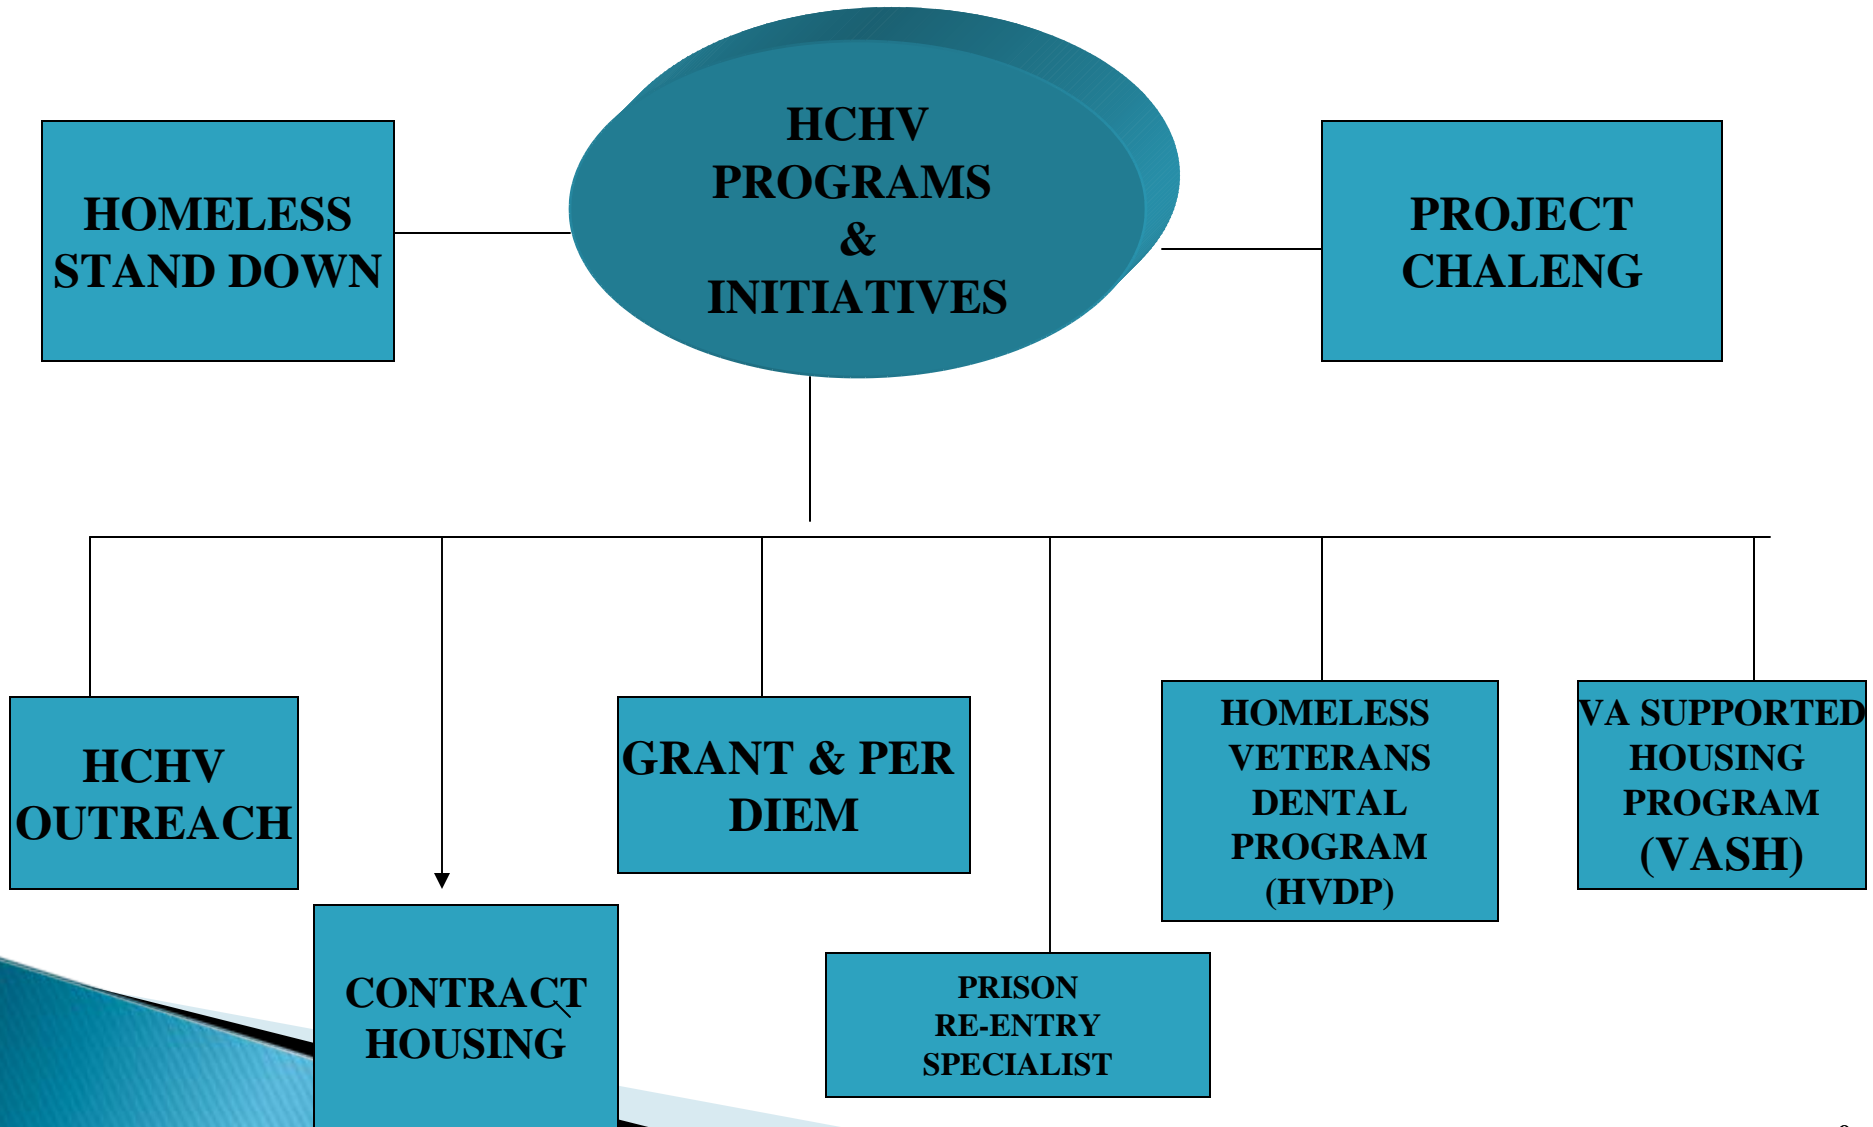 HCHV
PROGRAMS
&
INITIATIVES
HOMELESS
STAND DOWN
PROJECT
CHALENG
HCHV
OUTREACH
CONTRACT
HOUSING
GRANT & PER
DIEM
PRISON
RE-ENTRY
SPECIALIST
HOMELESS
VETERANS
DENTAL
PROGRAM
(HVDP)
VA SUPPORTED
HOUSING
PROGRAM
(VASH)